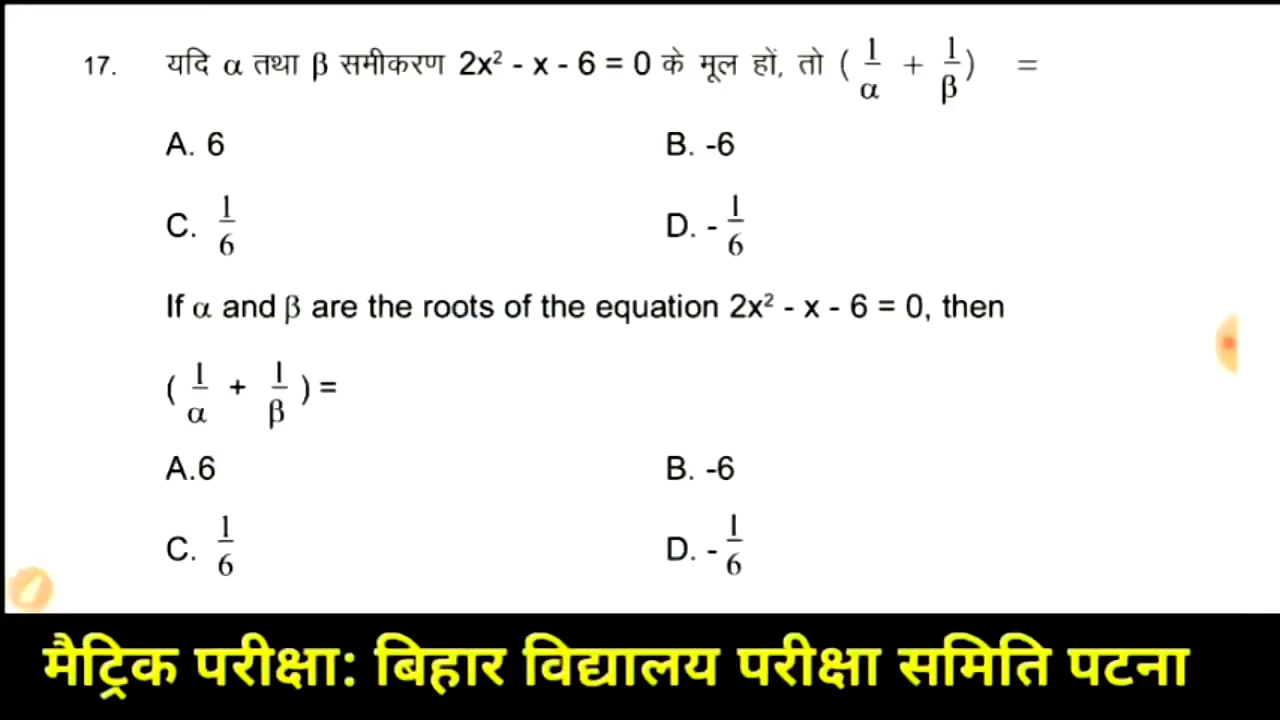 17. यदि α तथा β समीकरण 2x² - x - 6 = 0 के मूल हों, तो (1/α + 1/β) =
A. 6 B. -6
C. 1/6 D. -1/6
If α and β are the roots of the equation 2x² - x - 6 = 0, then
(1/α + 1/β) =
A.6 B. -6
C. 1/6 D. -1/6
मैट्रिक परीक्षा: बिहार विद्यालय परीक्षा समिति पटना